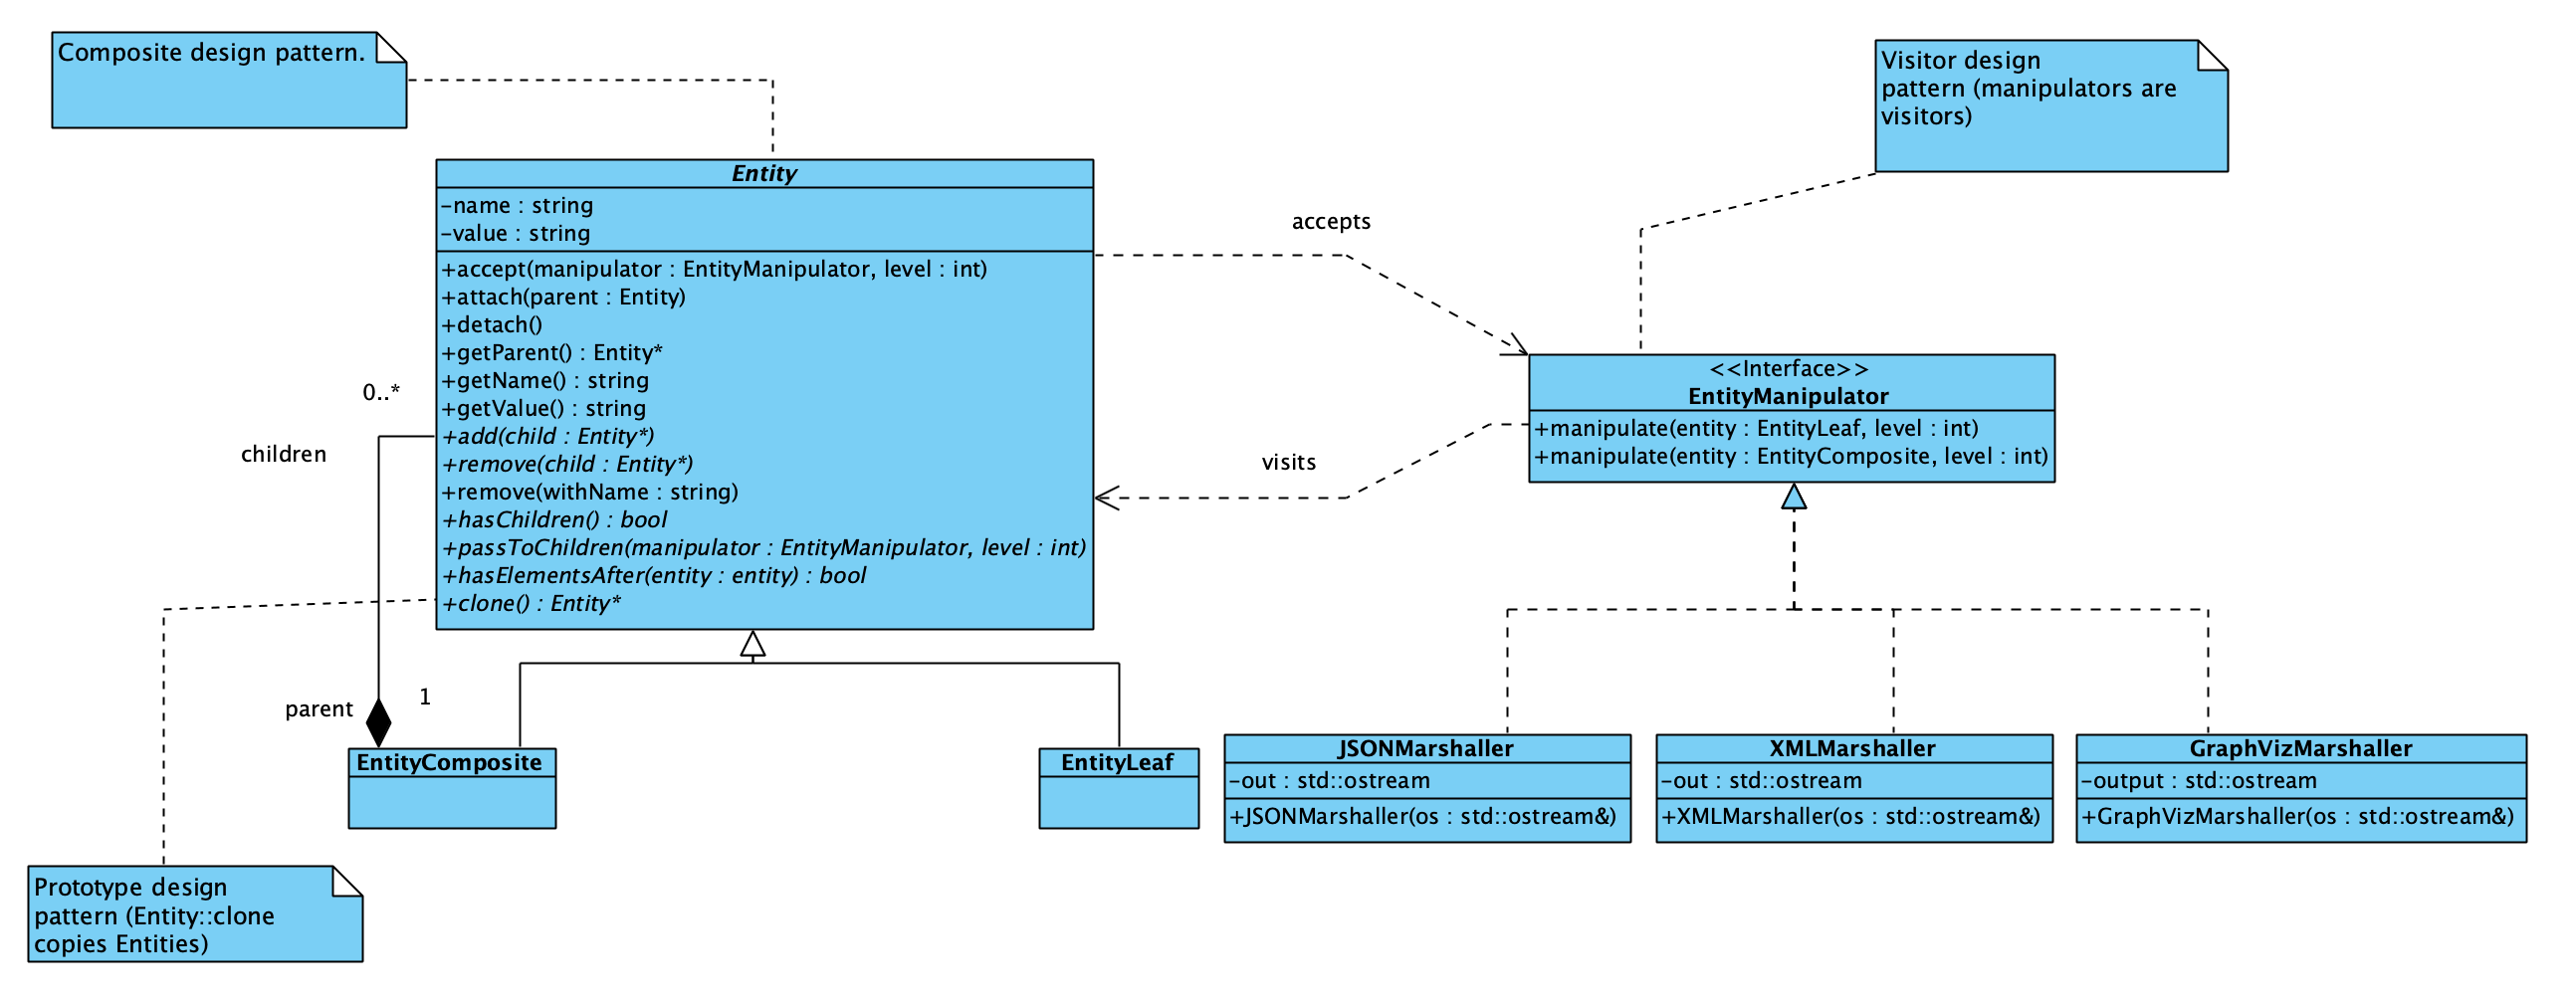 Composite design pattern.
Visitor design
pattern (manipulators are
visitors)
Entity
-name : string
-value : string
+accept(manipulator : EntityManipulator, level : int)
+attach(parent : Entity)
+detach()
+getParent() : Entity*
+getName() : string
+getValue() : string
+add(child : Entity*)
+remove(child : Entity*)
+remove(withName : string)
+hasChildren() : bool
+passToChildren(manipulator : EntityManipulator, level : int)
+hasElementsAfter(entity : entity) : bool
+clone() : Entity*
accepts
visits
0..*
children
parent
1
<<Interface>>
EntityManipulator
+manipulate(entity : EntityLeaf, level : int)
+manipulate(entity : EntityComposite, level : int)
EntityComposite
EntityLeaf
JSONMarshaller
-out : std::ostream
+JSONMarshaller(os : std::ostream&)
XMLMarshaller
-out : std::ostream
+XMLMarshaller(os : std::ostream&)
GraphVizMarshaller
-output : std::ostream
+GraphVizMarshaller(os : std::ostream&)
Prototype design
pattern (Entity::clone
copies Entities)